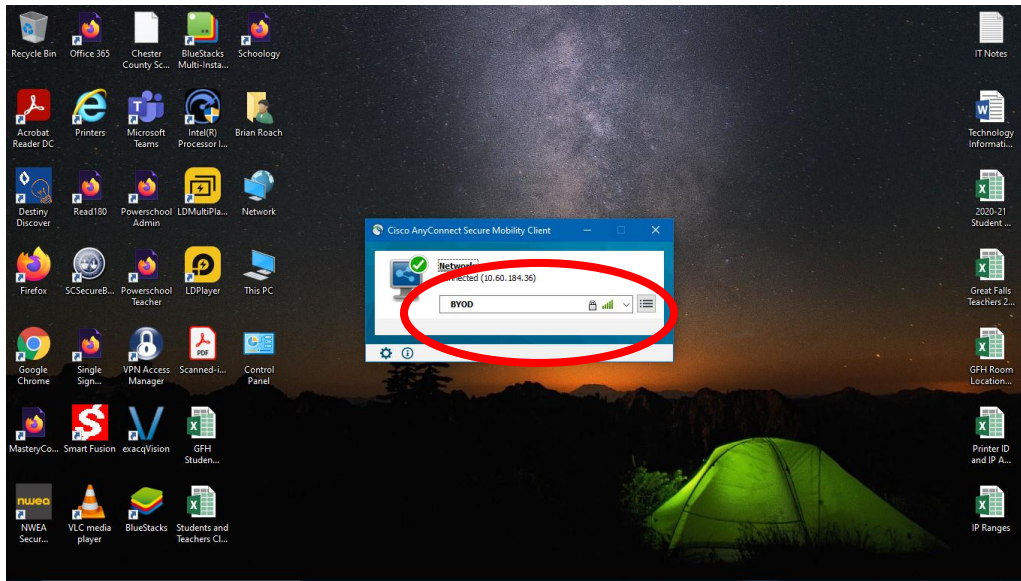 Recycle Bin
Office 365
Chester
County Sc...
BlueStacks
Multi-Insta...
Schoology
IT Notes
Acrobat
Reader DC
Printers
Microsoft
Teams
Intel(R)
Processor I...
Brian Roach
Technology
Informati...
Destiny
Discover
Read180
Powerschool
Admin
LDMultiPla...
Network
2020-21
Student ...
Cisco AnyConnect Secure Mobility Client
Network
Connected (10.60.184.36)
BYOD
Firefox
SCSecureB...
Powerschool
Teacher
LDPlayer
This PC
Great Falls
Teachers 2...
Google
Chrome
Single
Sign...
VPN Access
Manager
PDF
Scanned-i...
Control
Panel
GFH Room
Location...
MasteryCo...
Smart Fusion
exacqVision
GFH
Studen...
Printer ID
and IP A...
nwea
NWEA
Secur...
VLC media
player
BlueStacks
Students and
Teachers Cl...
IP Ranges